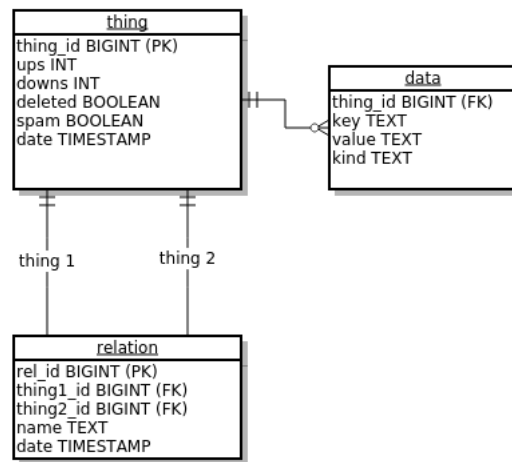 thing
thing_id BIGINT (PK)
ups INT
downs INT
deleted BOOLEAN
spam BOOLEAN
date TIMESTAMP
data
thing_id BIGINT (FK)
key TEXT
value TEXT
kind TEXT
thing 1
thing 2
relation
rel_id BIGINT (PK)
thing1_id BIGINT (FK)
thing2_id BIGINT (FK)
name TEXT
date TIMESTAMP